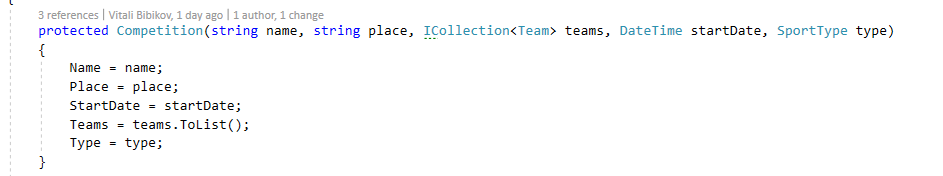 {
3 references | Vitali Bibikov, 1 day ago | 1 author, 1 change
protected Competition(string name, string place, ICollection<Team> teams, DateTime startDate, SportType type)
{
Name = name;
Place = place;
StartDate = startDate;
Teams = teams.ToList();
Type = type;
}